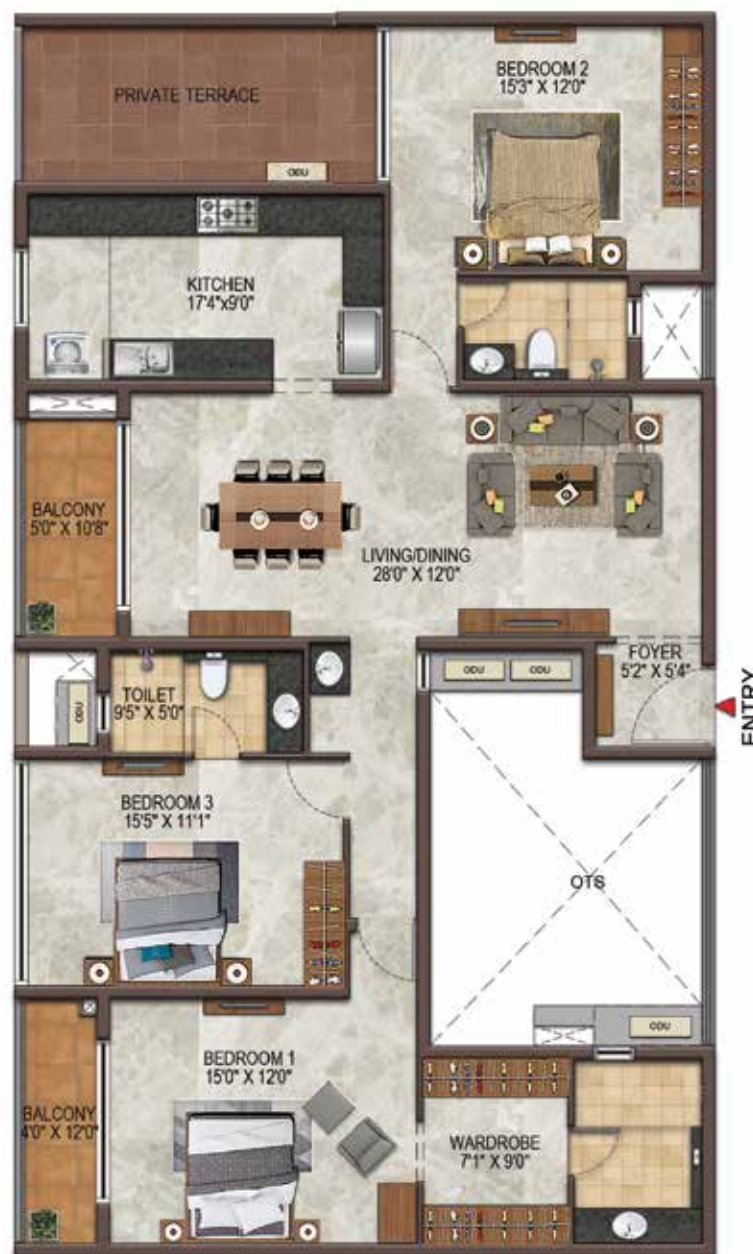 PRIVATE TERRACE
ODU
BEDROOM 2
15'3" X 12'0"
KITCHEN
17'4"x9'0"
BALCONY
5'0" X 10'8"
LIVING/DINING
28'0" X 12'0"
FOYER
5'2" X 5'4"
ENTRY
ODU
ODU
ODU
TOILET
9'5" X 5'0"
BEDROOM 3
15'5" X 11'1"
OTS
ODU
BEDROOM 1
15'0" X 12'0"
BALCONY
4'0" X 12'0"
WARDROBE
7'1" X 9'0"